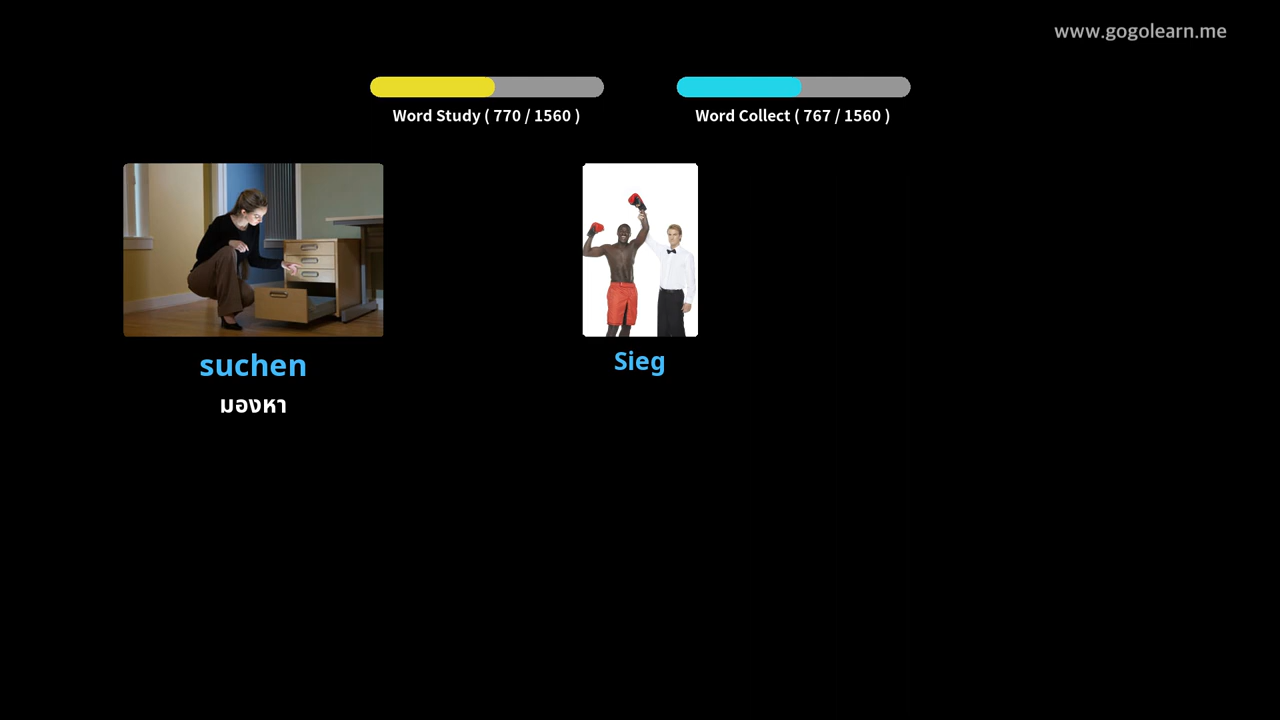 www.gogolearn.me
Word Study ( 770 / 1560 )
Word Collect ( 767 / 1560 )
suchen
มองหา
Sieg